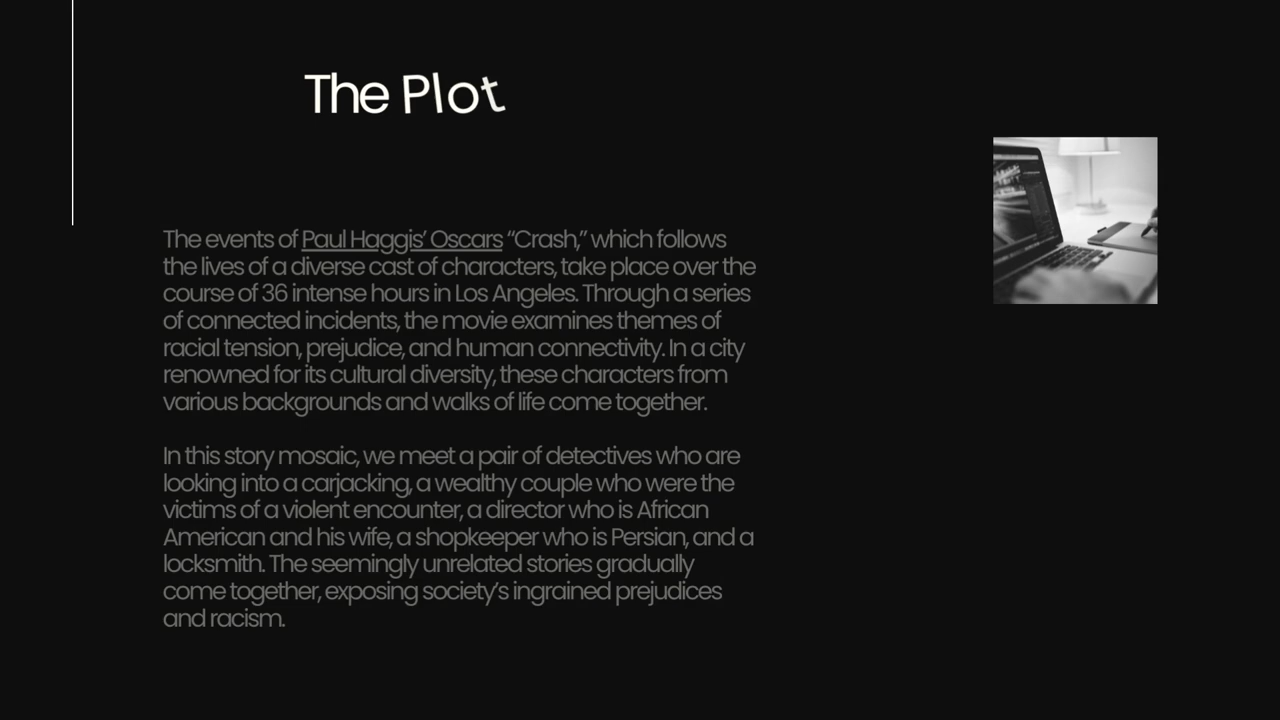 The Plot
The events of Paul Haggis’ Oscars “Crash,” which follows
the lives of a diverse cast of characters, take place over the
course of 36 intense hours in Los Angeles. Through a series
of connected incidents, the movie examines themes of
racial tension, prejudice, and human connectivity. In a city
renowned for its cultural diversity, these characters from
various backgrounds and walks of life come together.
In this story mosaic, we meet a pair of detectives who are
looking into a carjacking, a wealthy couple who were the
victims of a violent encounter, a director who is African
American and his wife, a shopkeeper who is Persian, and a
locksmith. The seemingly unrelated stories gradually
come together, exposing society’s ingrained prejudices
and racism.